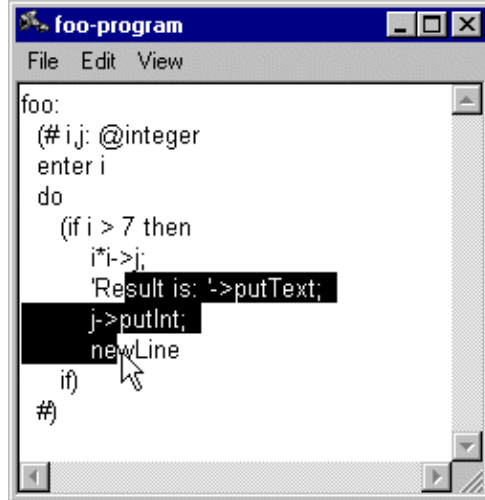 foo-program
File Edit View
foo:
(# i,j: @integer
enter i
do
(if i > 7 then
i*i->j;
'Result is: '->putText;
j->putInt;
newLine
if)
#)